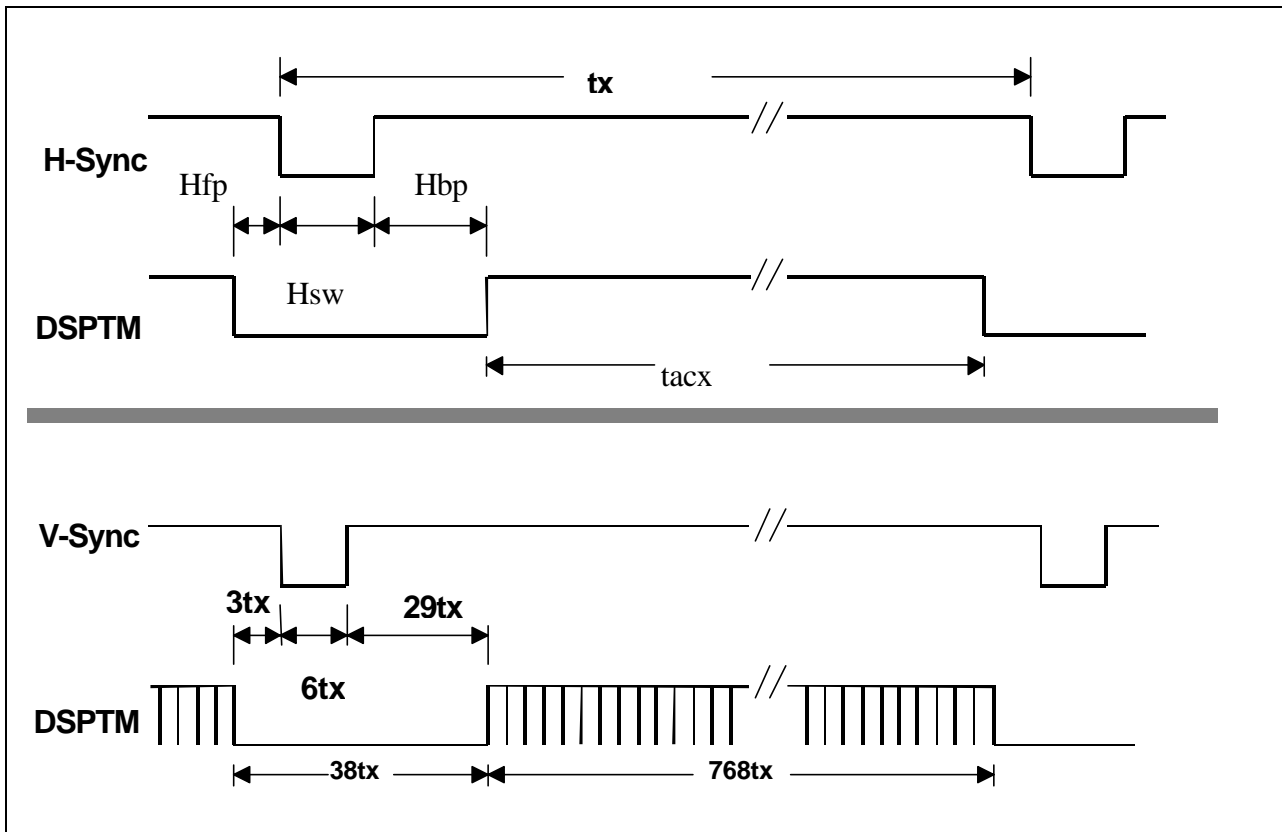 tx
H-Sync
Hfp
Hbp
Hsw
DSPTM
tacx
V-Sync
3tx
29tx
6tx
DSPTM
38tx
768tx